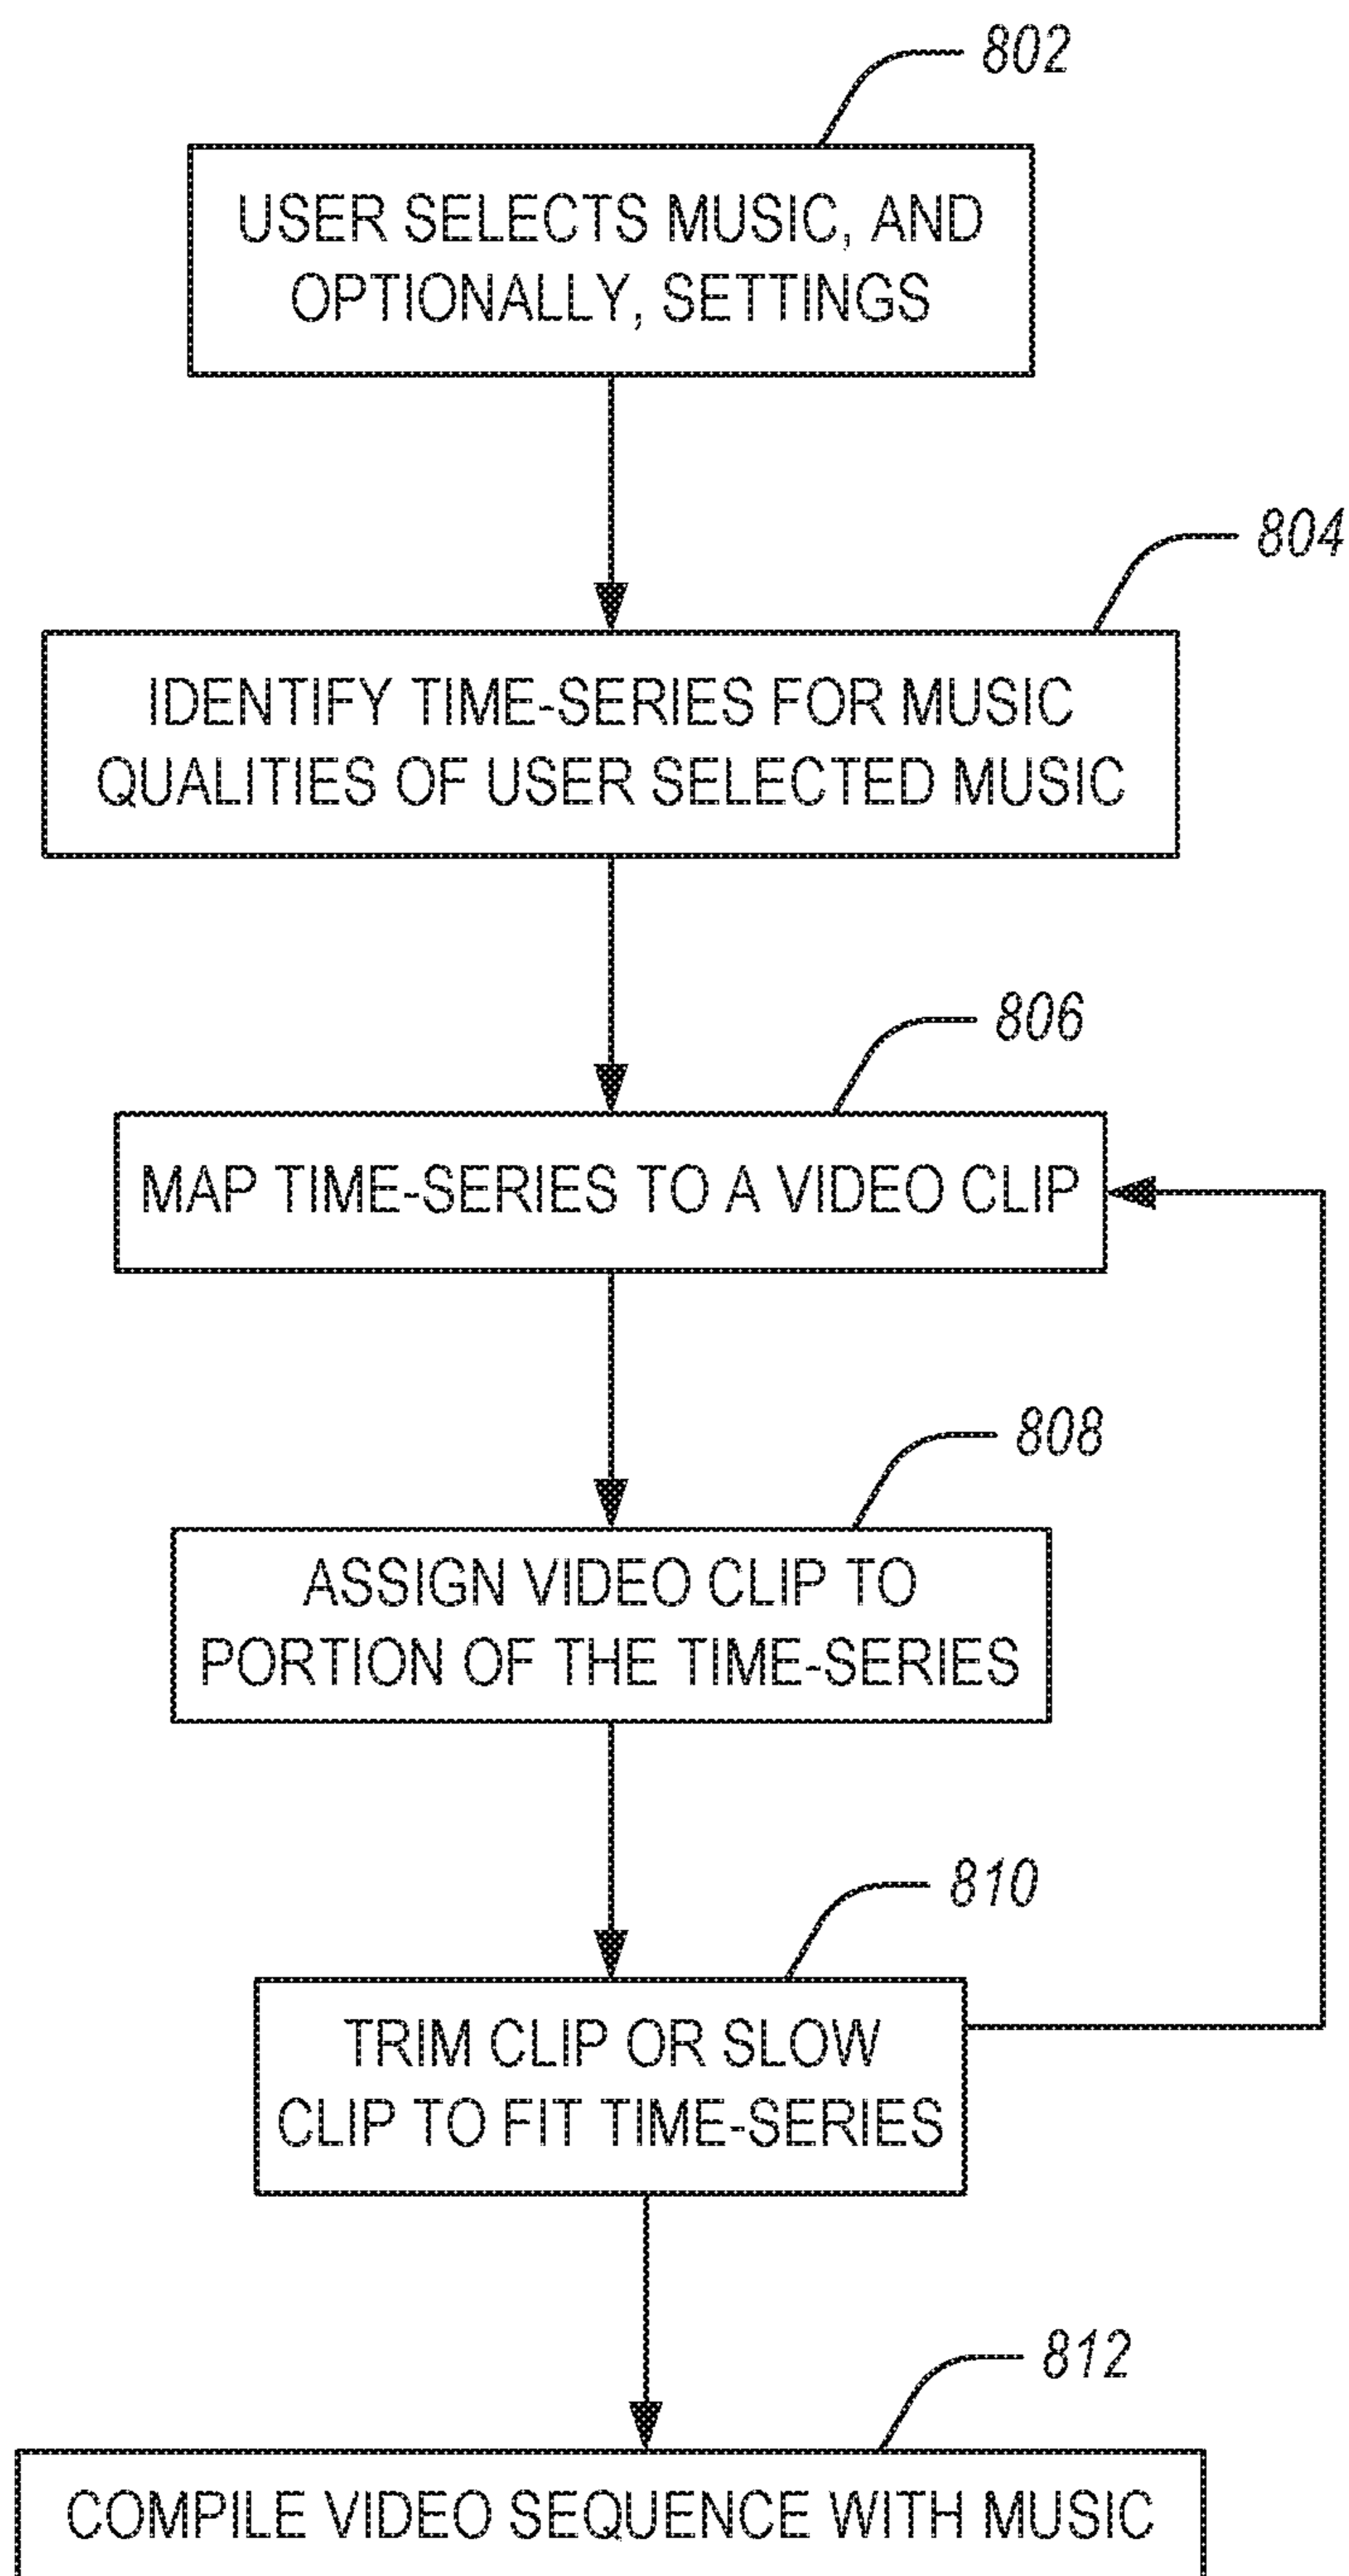 802
USER SELECTS MUSIC, AND
OPTIONALLY, SETTINGS
804
IDENTIFY TIME-SERIES FOR MUSIC
QUALITIES OF USER SELECTED MUSIC
806
MAP TIME-SERIES TO A VIDEO CLIP
808
ASSIGN VIDEO CLIP TO
PORTION OF THE TIME-SERIES
810
TRIM CLIP OR SLOW
CLIP TO FIT TIME-SERIES
812
COMPILE VIDEO SEQUENCE WITH MUSIC